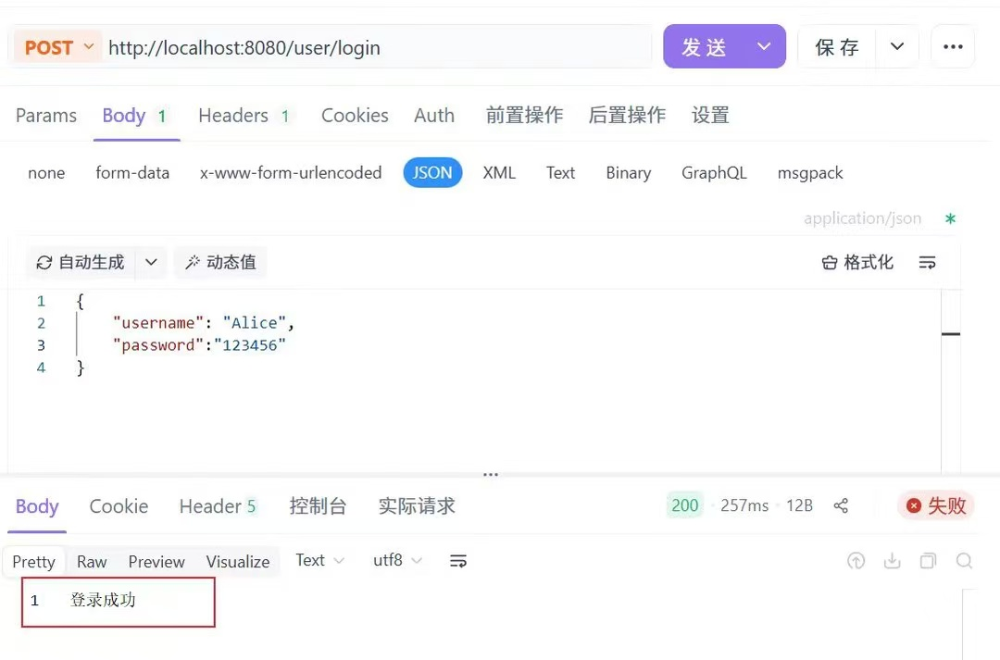 POST http://localhost:8080/user/login 发送 保存
Params Body 1 Headers 1 Cookies Auth 前置操作 后置操作 设置
none form-data x-www-form-urlencoded JSON XML Text Binary GraphQL msgpack
application/json *
自动生成 动态值 格式化
1 {
2 "username": "Alice",
3 "password":"123456"
4 }
Body Cookie Header 5 控制台 实际请求 200 257ms 12B 失败
Pretty Raw Preview Visualize Text utf8
1 登录成功